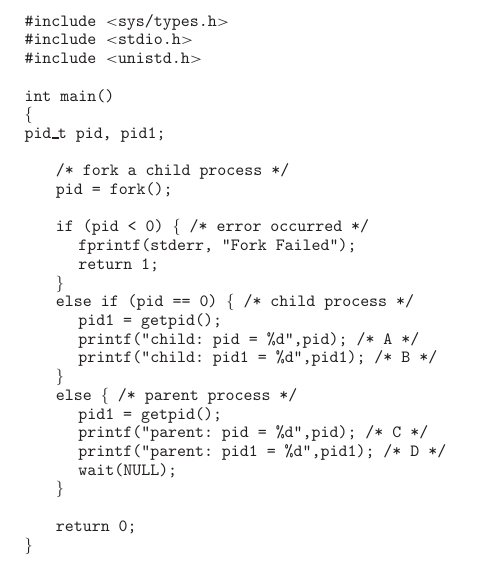 #include <sys/types.h>
#include <stdio.h>
#include <unistd.h>
int main()
{
pid_t pid, pid1;
/* fork a child process */
pid = fork();
if (pid < 0) { /* error occurred */
fprintf(stderr, "Fork Failed");
return 1;
}
else if (pid == 0) { /* child process */
pid1 = getpid();
printf("child: pid = %d",pid); /* A */
printf("child: pid1 = %d",pid1); /* B */
}
else { /* parent process */
pid1 = getpid();
printf("parent: pid = %d",pid); /* C */
printf("parent: pid1 = %d",pid1); /* D */
wait(NULL);
}
return 0;
}